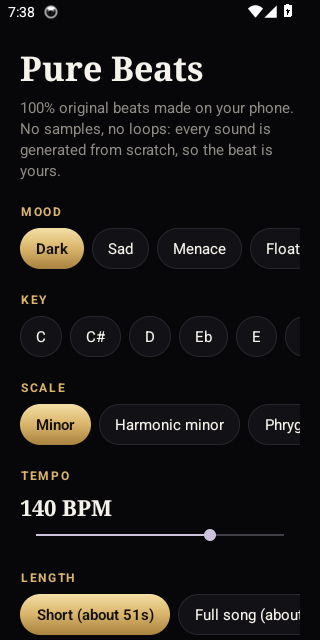 7:38
Pure Beats
100% original beats made on your phone.
No samples, no loops: every sound is
generated from scratch, so the beat is
yours.
MOOD
Dark Sad Menace Float
KEY
C C# D Eb E
SCALE
Minor Harmonic minor Phryg
TEMPO
140 BPM
LENGTH
Short (about 51s) Full song (about